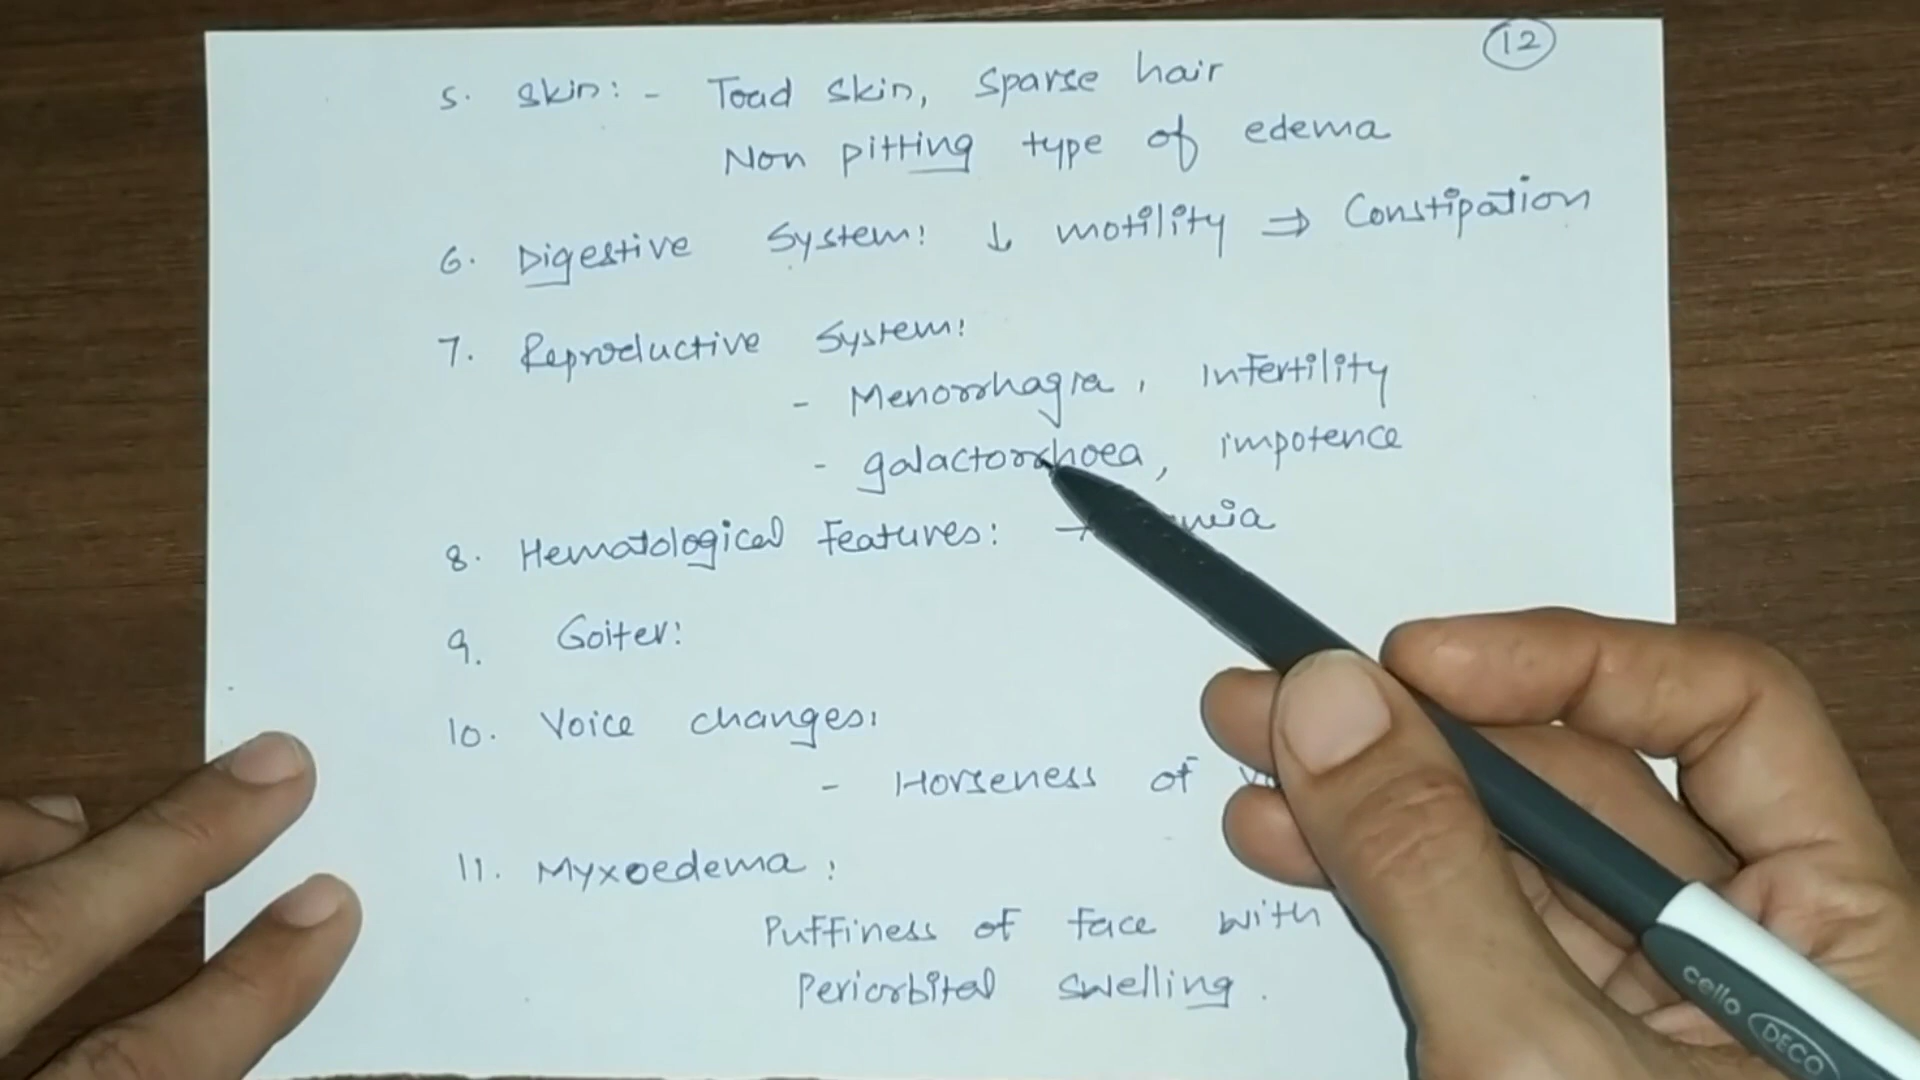 12
5. Skin: - Toad skin, sparse hair
Non pitting type of edema
6. Digestive System: ↓ motility ⇒ Constipation
7. Reproductive System:
- Menorrhagia, Infertility
- galactorrhoea, impotence
8. Hematological Features: →
9. Goiter:
10. Voice changes:
- Horseness of
11. Myxoedema:
Puffiness of face with
Periorbital swelling.
cello
DECO